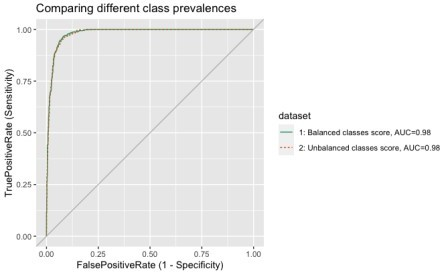 Comparing different class prevalences
TruePositiveRate (Sensitivity)
1.00
0.75
0.50
0.25
0.00
0.00 0.25 0.50 0.75 1.00
FalsePositiveRate (1 - Specificity)
dataset
1: Balanced classes score, AUC=0.98
2: Unbalanced classes score, AUC=0.98